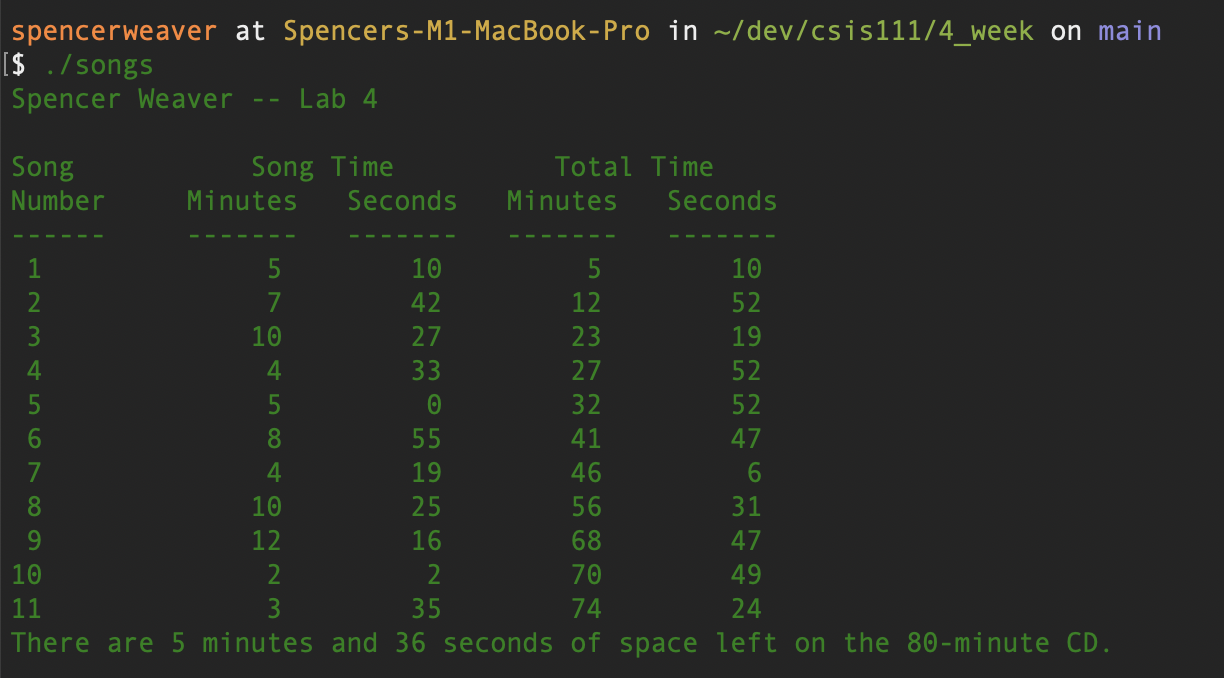 spencerweaver at Spencers-M1-MacBook-Pro in ~/dev/csis111/4_week on main
[$ ./songs
Spencer Weaver -- Lab 4

Song           Song Time          Total Time
Number     Minutes   Seconds   Minutes   Seconds
------     -------   -------   -------   -------
 1              5        10         5        10
 2              7        42        12        52
 3             10        27        23        19
 4              4        33        27        52
 5              5         0        32        52
 6              8        55        41        47
 7              4        19        46         6
 8             10        25        56        31
 9             12        16        68        47
10              2         2        70        49
11              3        35        74        24
There are 5 minutes and 36 seconds of space left on the 80-minute CD.